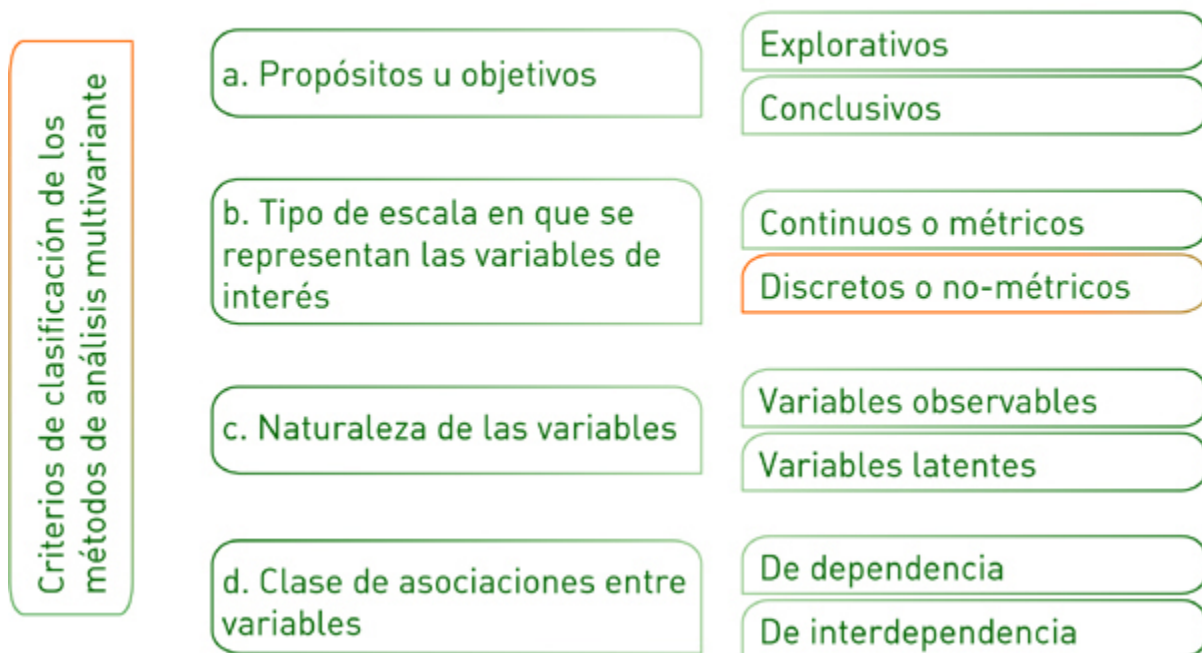 Criterios de clasificación de los
métodos de análisis multivariante
a. Propósitos u objetivos
Explorativos
Conclusivos
b. Tipo de escala en que se
representan las variables de
interés
Continuos o métricos
Discretos o no-métricos
c. Naturaleza de las variables
Variables observables
Variables latentes
d. Clase de asociaciones entre
variables
De dependencia
De interdependencia